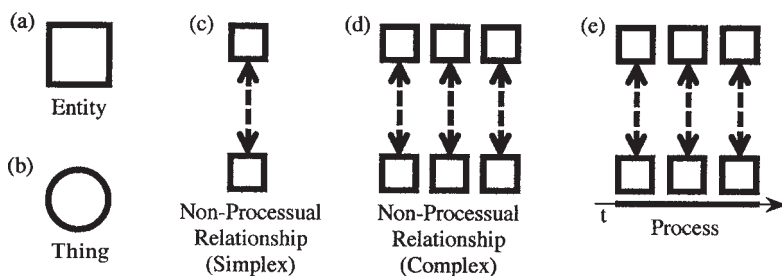 (a)
Entity
(b)
Thing
(c)
Non-Processual
Relationship
(Simplex)
(d)
Non-Processual
Relationship
(Complex)
(e)
t
Process